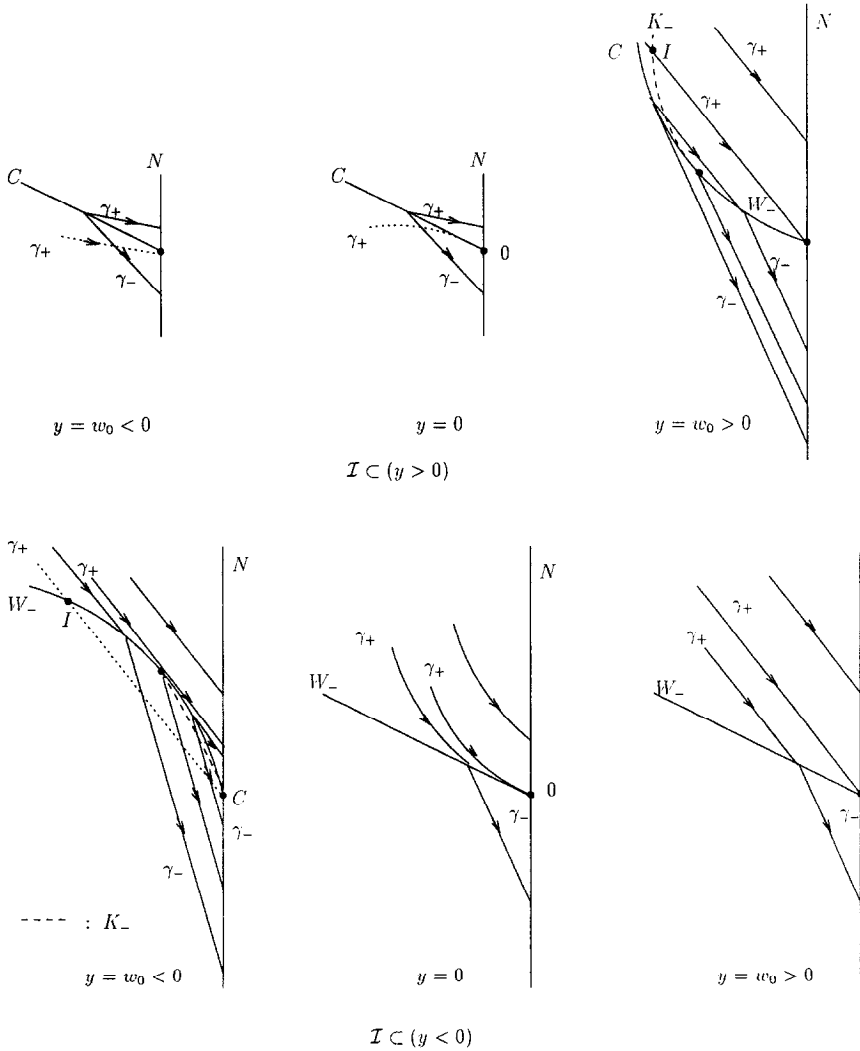 K₋
N
C
I
γ₊
γ₊
W₋
γ₋
γ₋
N
C
γ₊
γ₊
γ₋
N
C
γ₊
γ₊
0
γ₋
y = w₀ < 0
y = 0
y = w₀ > 0
𝓘 ⊂ (y > 0)
γ₊
γ₊
N
W₋
I
C
γ₋
γ₋
---- : K₋
N
γ₊
γ₊
W₋
0
γ₋
γ₊
γ₊
W₋
γ₋
y = w₀ < 0
y = 0
y = w₀ > 0
𝓘 ⊂ (y < 0)